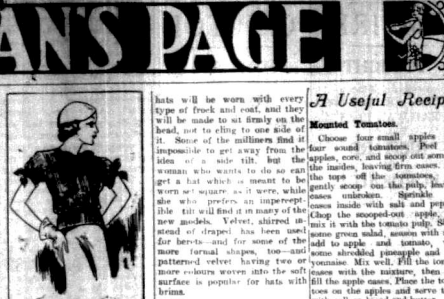 AN'S PAGE
hats will be worn with every
type of frock and coat, and they
will be made to sit firmly on the
head, not to cling to one side of
it. Some of the milliners find it
impossible to get away from the
idea of a side tilt, but the
woman who wants to do so can
get a hat which is meant to be
worn set square, as it were, while
she who prefers an impercept-
ible tilt will find it in many of the
new models. Velvet, shirred in-
stead of draped has been used
for berets—and for some of the
more formal shapes, too—and
patterned velvet having two or
more colours woven into the soft
surface is popular for hats with
brims.
A Useful Recip
Mounted Tomatoes.
Choose four small apples
four sound tomatoes. Peel
apples, core, and scoop out som
the insides, leaving firm cases.
the tops off the tomatoes,
gently scoop out the pulp, lea
cases unbroken. Sprinkle
cases inside with salt and pep
Chop the scooped-out apple,
mix it with the tomato pulp. S
some green salad, season with
add to apple and tomato,
some shredded pineapple and
yonnaise. Mix well. Fill the tom
cases with the mixture, then
fill the apple cases. Place the t
toes on the apples and serve